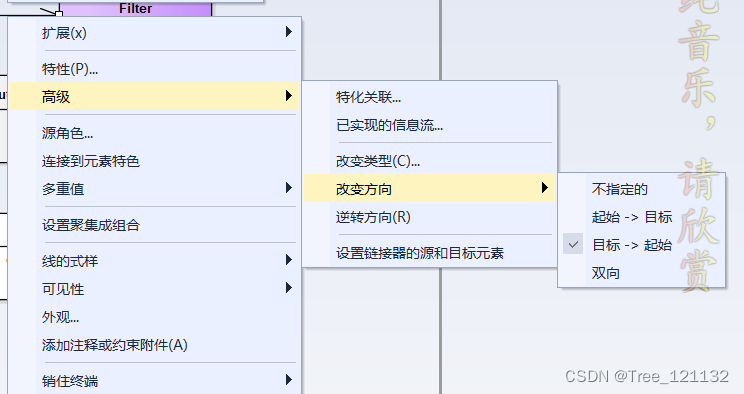 Filter
扩展(x)
特性(P)...
高级
源角色...
连接到元素特色
多重值
设置聚集成组合
线的式样
可见性
外观...
添加注释或约束附件(A)
销住终端
特化关联...
已实现的信息流...
改变类型(C)...
改变方向
逆转方向(R)
设置链接器的源和目标元素
不指定的
起始 -> 目标
目标 -> 起始
双向
纯音乐，请欣赏
CSDN @Tree_121132